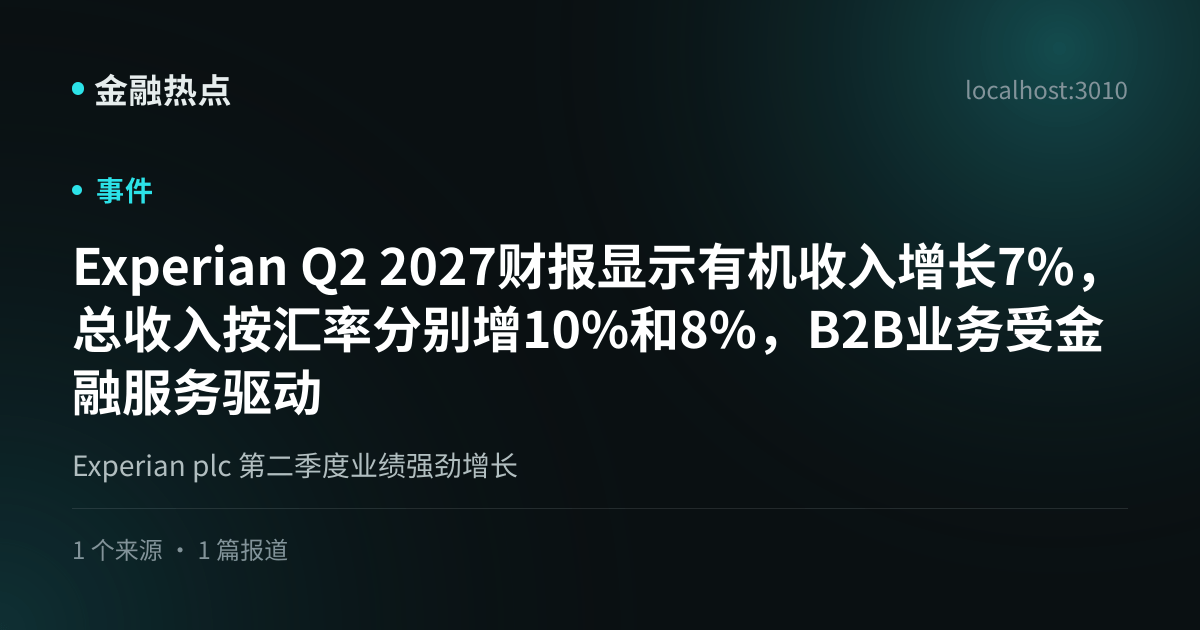 金融热点
localhost:3010
事件
Experian Q2 2027财报显示有机收入增长7%，
总收入按汇率分别增10%和8%，B2B业务受金
融服务驱动
Experian plc 第二季度业绩强劲增长
1 个来源 · 1 篇报道